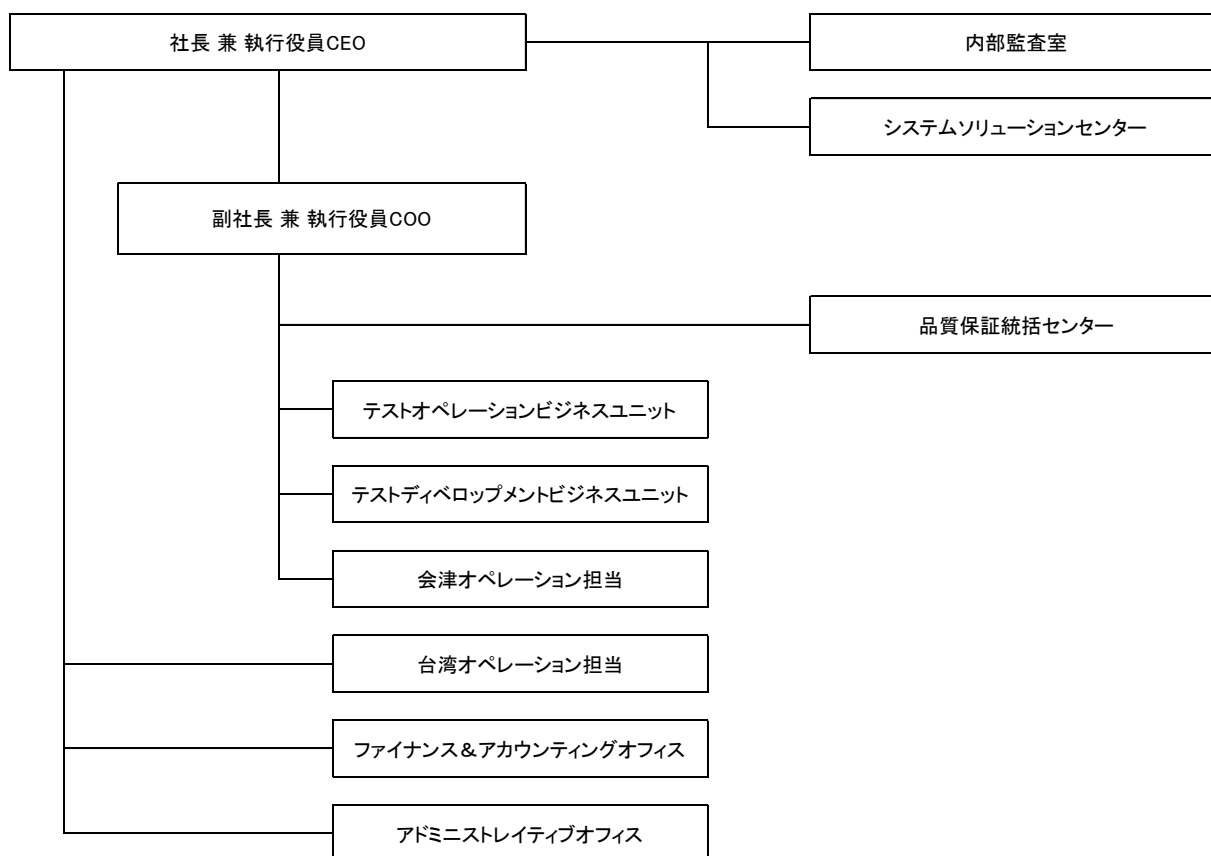 社長 兼 執行役員CEO
内部監査室
システムソリューションセンター
副社長 兼 執行役員COO
品質保証統括センター
テストオペレーションビジネスユニット
テストディベロップメントビジネスユニット
会津オペレーション担当
台湾オペレーション担当
ファイナンス&アカウンティングオフィス
アドミニストレイティブオフィス